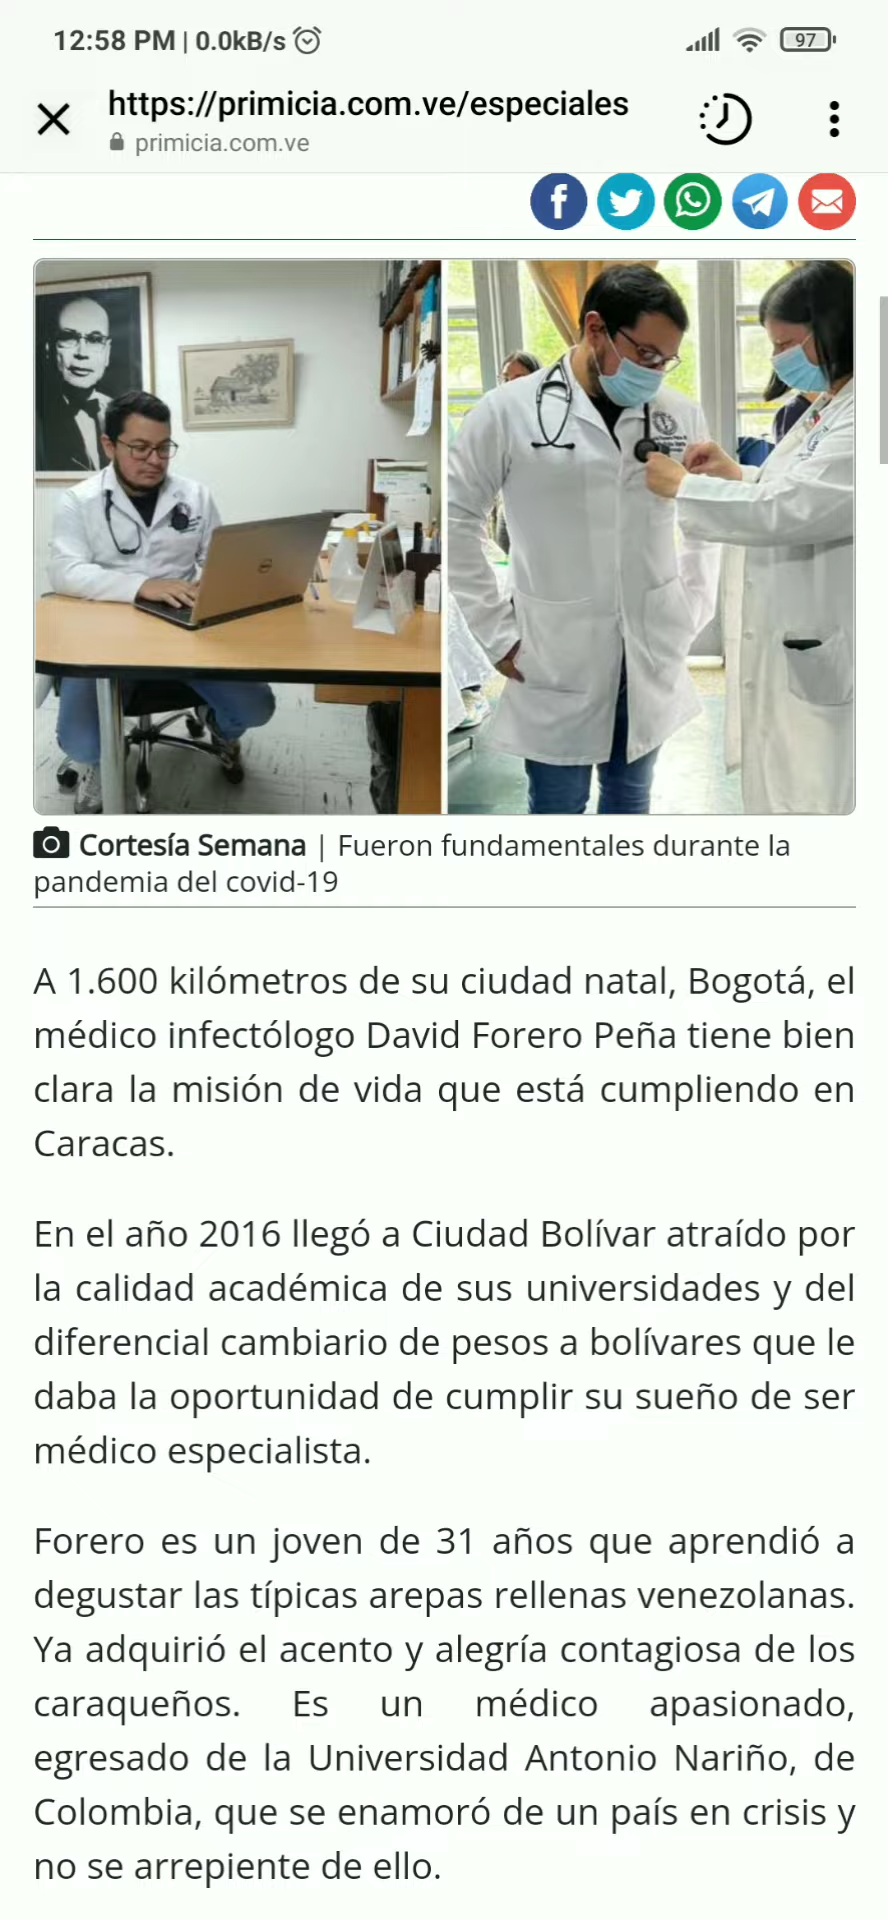 12:58 PM | 0.0kB/s
97
https://primicia.com.ve/especiales
primicia.com.ve
Cortesía Semana | Fueron fundamentales durante la
pandemia del covid-19
A 1.600 kilómetros de su ciudad natal, Bogotá, el
médico infectólogo David Forero Peña tiene bien
clara la misión de vida que está cumpliendo en
Caracas.
En el año 2016 llegó a Ciudad Bolívar atraído por
la calidad académica de sus universidades y del
diferencial cambiario de pesos a bolívares que le
daba la oportunidad de cumplir su sueño de ser
médico especialista.
Forero es un joven de 31 años que aprendió a
degustar las típicas arepas rellenas venezolanas.
Ya adquirió el acento y alegría contagiosa de los
caraqueños. Es un médico apasionado,
egresado de la Universidad Antonio Nariño, de
Colombia, que se enamoró de un país en crisis y
no se arrepiente de ello.